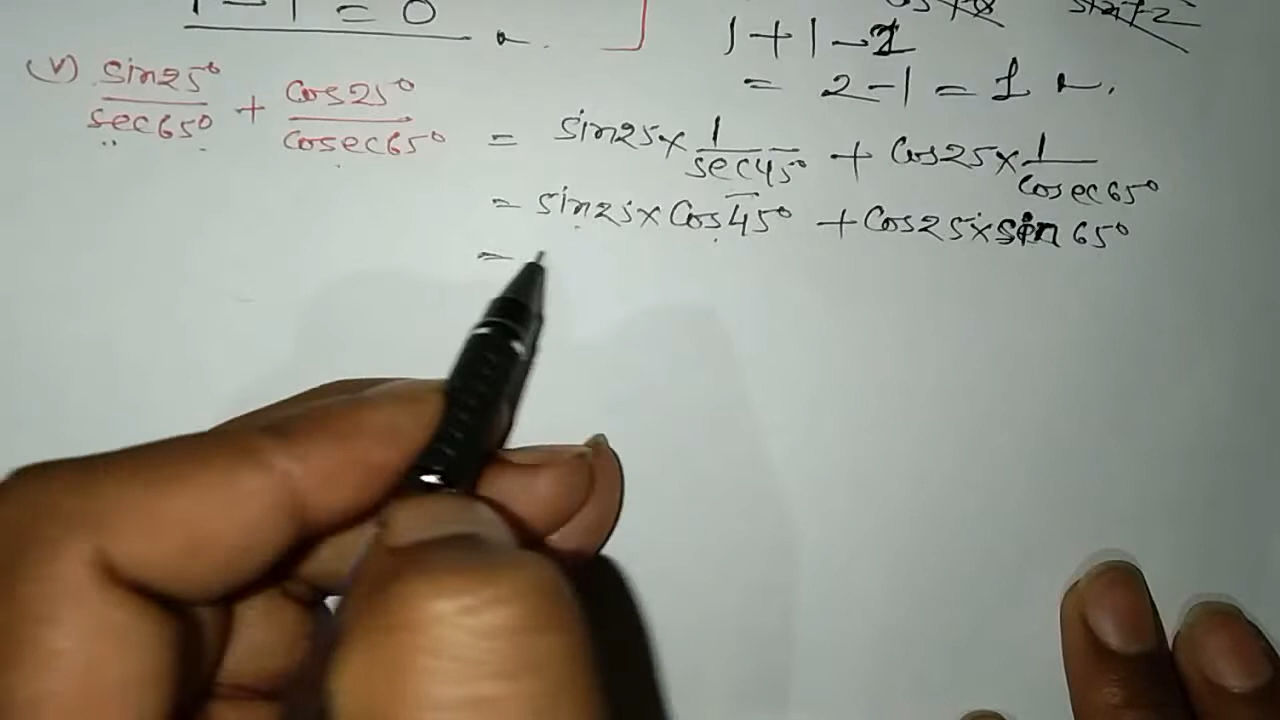 1 - 1 = 0
1 + 1 - 1
= 2 - 1 = 1
(v) sin25°/sec65° + cos25°/cosec65° = sin25 × 1/sec45° + cos25 × 1/cosec65°
= sin25 × cos45° + cos25 × sin65°
=